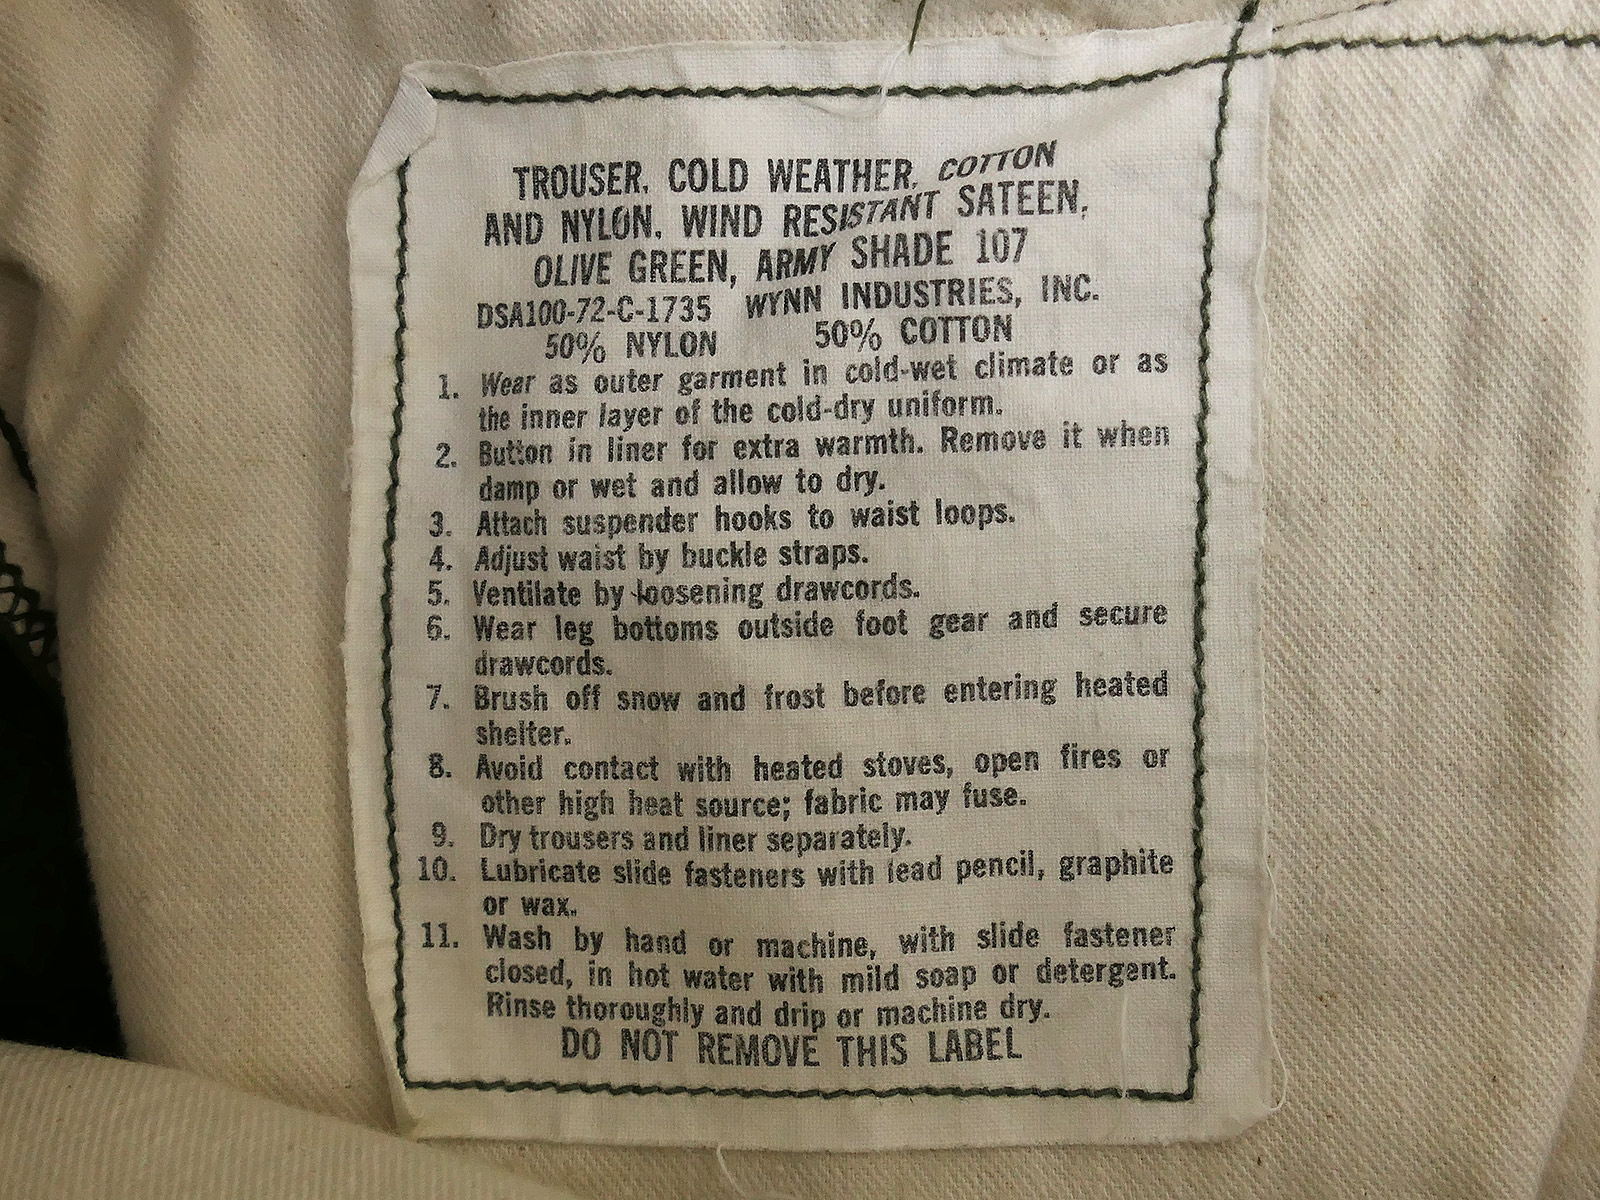 TROUSER, COLD WEATHER, COTTON
AND NYLON, WIND RESISTANT SATEEN,
OLIVE GREEN, ARMY SHADE 107
DSA100-72-C-1735 WYNN INDUSTRIES, INC.
50% NYLON 50% COTTON
1. Wear as outer garment in cold-wet climate or as
the inner layer of the cold-dry uniform.
2. Button in liner for extra warmth. Remove it when
damp or wet and allow to dry.
3. Attach suspender hooks to waist loops.
4. Adjust waist by buckle straps.
5. Ventilate by loosening drawcords.
6. Wear leg bottoms outside foot gear and secure
drawcords.
7. Brush off snow and frost before entering heated
shelter.
8. Avoid contact with heated stoves, open fires or
other high heat source; fabric may fuse.
9. Dry trousers and liner separately.
10. Lubricate slide fasteners with lead pencil, graphite
or wax.
11. Wash by hand or machine, with slide fastener
closed, in hot water with mild soap or detergent.
Rinse thoroughly and drip or machine dry.
DO NOT REMOVE THIS LABEL